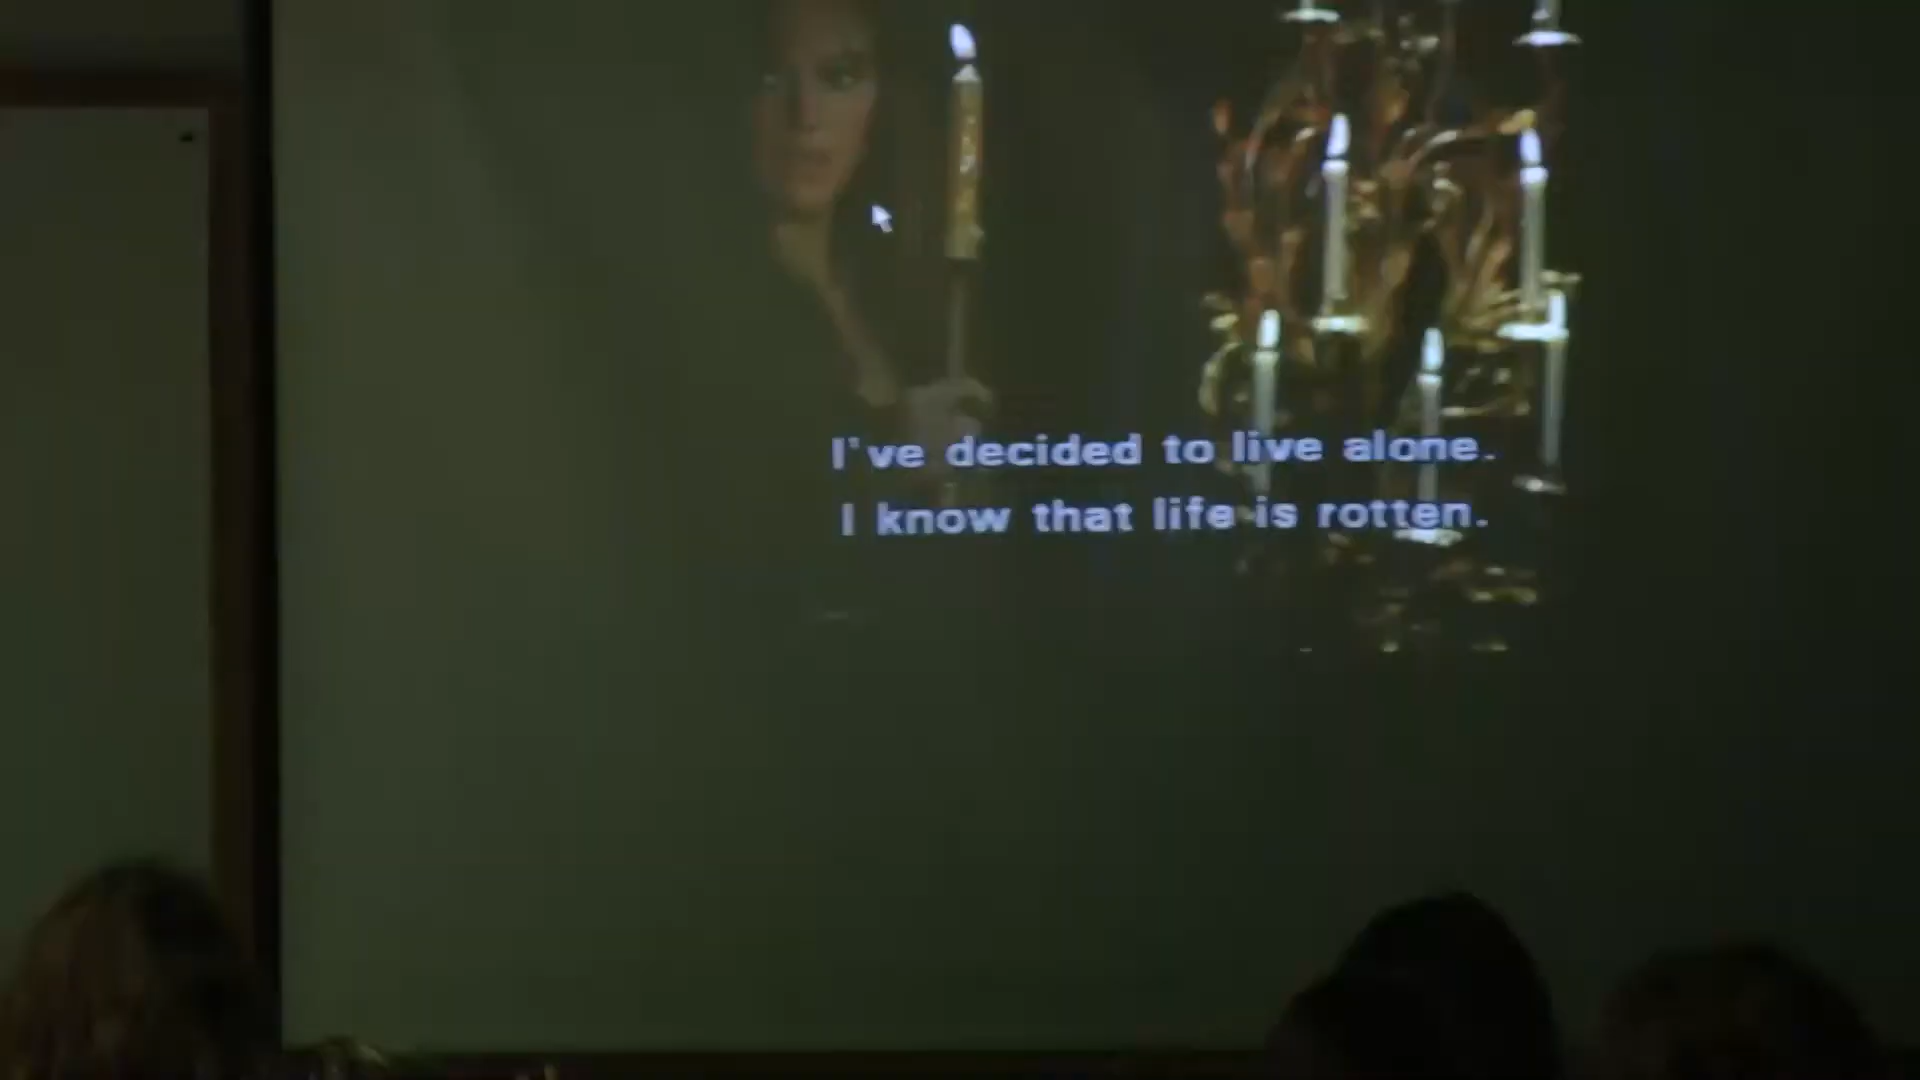 I've decided to live alone.
I know that life is rotten.